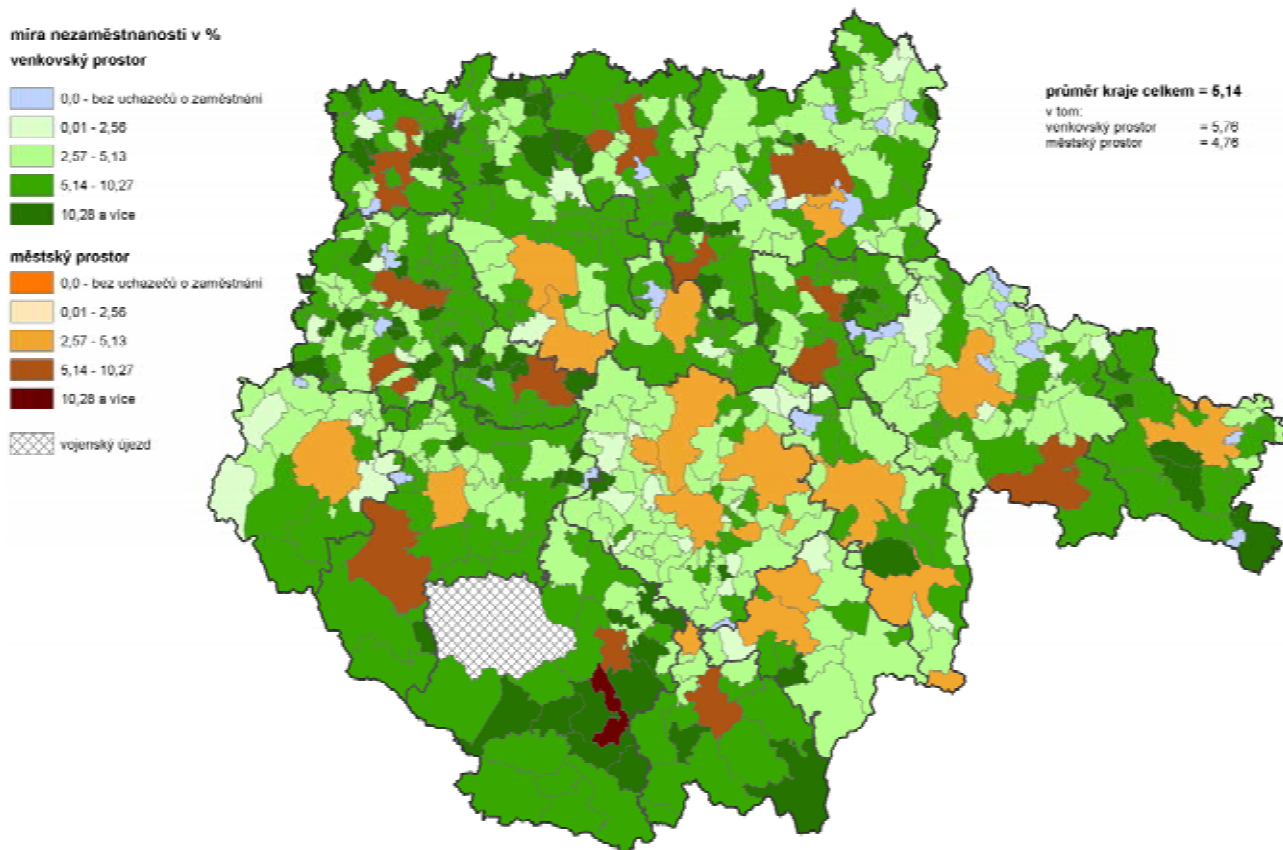 míra nezaměstnanosti v %
venkovský prostor
0,0 - bez uchazečů o zaměstnání
0,01 - 2,56
2,57 - 5,13
5,14 - 10,27
10,28 a více
městský prostor
0,0 - bez uchazečů o zaměstnání
0,01 - 2,56
2,57 - 5,13
5,14 - 10,27
10,28 a více
vojenský újezd
průměr kraje celkem = 5,14
v tom:
venkovský prostor = 5,76
městský prostor = 4,76